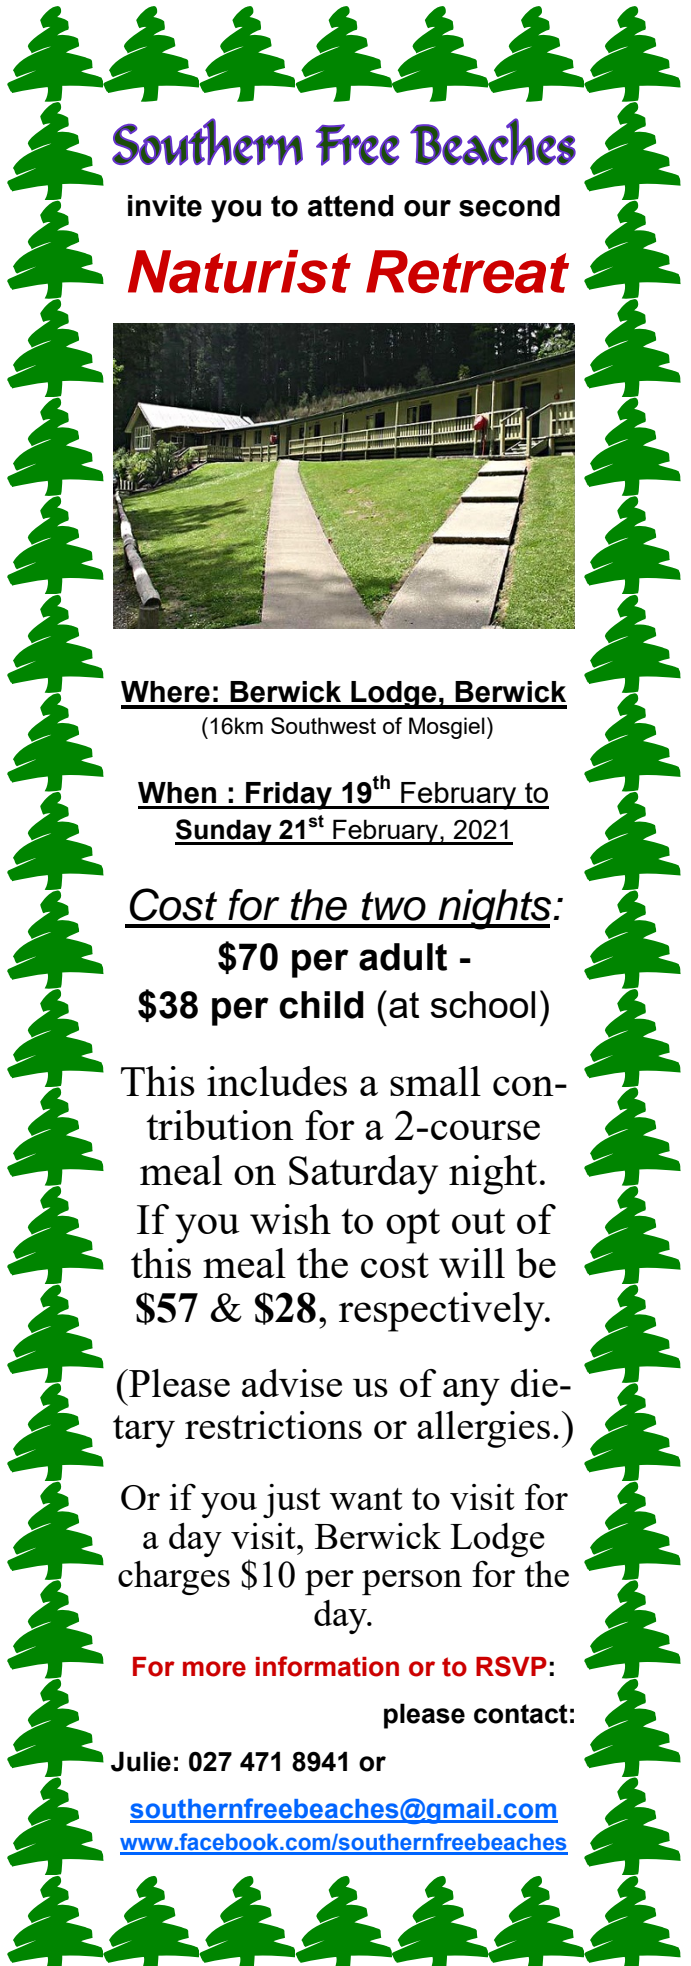 Southern Free Beaches
invite you to attend our second
Naturist Retreat
Where: Berwick Lodge, Berwick
(16km Southwest of Mosgiel)
When : Friday 19th February to
Sunday 21st February, 2021
Cost for the two nights:
$70 per adult -
$38 per child (at school)
This includes a small con-
tribution for a 2-course
meal on Saturday night.
If you wish to opt out of
this meal the cost will be
$57 & $28, respectively.
(Please advise us of any die-
tary restrictions or allergies.)
Or if you just want to visit for
a day visit, Berwick Lodge
charges $10 per person for the
day.
For more information or to RSVP:
please contact:
Julie: 027 471 8941 or
southernfreebeaches@gmail.com
www.facebook.com/southernfreebeaches